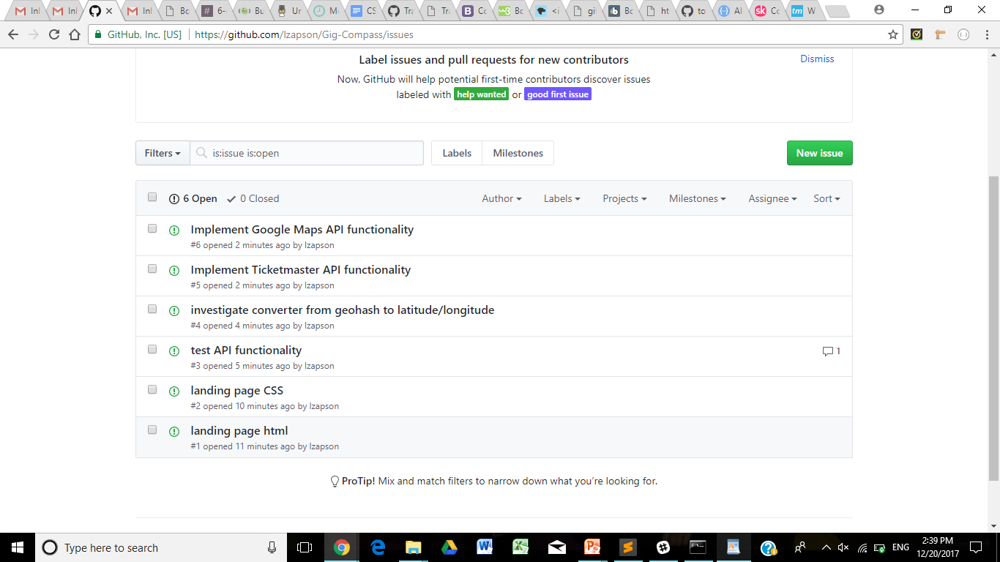 InI
InI
InI
Bc
6-
Bu
Ur
M
CS
Tra
Tra
Cc
Bc
<i
gi
Bc
ht
to
Al
Cc
W
GitHub, Inc. [US]
https://github.com/lzapson/Gig-Compass/issues
Label issues and pull requests for new contributors
Dismiss
Now, GitHub will help potential first-time contributors discover issues
labeled with help wanted or good first issue
Filters
is:issue is:open
Labels
Milestones
New issue
6 Open
0 Closed
Author
Labels
Projects
Milestones
Assignee
Sort
Implement Google Maps API functionality
#6 opened 2 minutes ago by lzapson
Implement Ticketmaster API functionality
#5 opened 2 minutes ago by lzapson
investigate converter from geohash to latitude/longitude
#4 opened 4 minutes ago by lzapson
test API functionality
1
#3 opened 5 minutes ago by lzapson
landing page CSS
#2 opened 10 minutes ago by lzapson
landing page html
#1 opened 11 minutes ago by lzapson
ProTip! Mix and match filters to narrow down what you’re looking for.
Type here to search
ENG
2:39 PM
12/20/2017